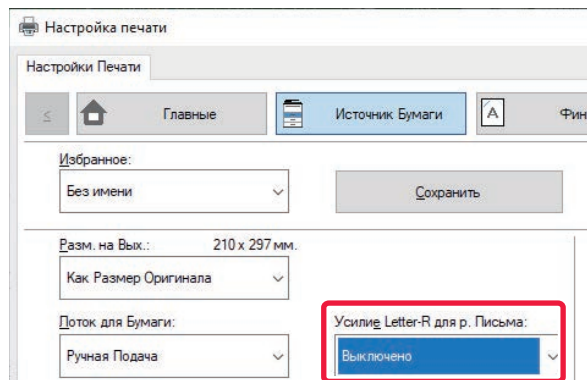 Настройка печати
Настройки Печати
≤ Главные Источник Бумаги A Фин
Избранное:
Без имени Сохранить
Разм. на Вых.: 210 x 297 мм.
Как Размер Оригинала
Поток для Бумаги: Усилие Letter-R для р. Письма:
Ручная Подача Выключено